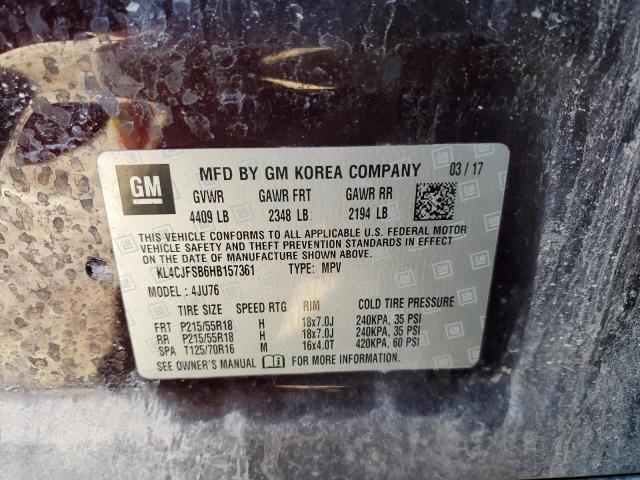 GM
MFD BY GM KOREA COMPANY 03/17
GVWR GAWR FRT GAWR RR
4409 LB 2348 LB 2194 LB
THIS VEHICLE CONFORMS TO ALL APPLICABLE U.S. FEDERAL MOTOR
VEHICLE SAFETY AND THEFT PREVENTION STANDARDS IN EFFECT
ON THE DATE OF MANUFACTURE SHOWN ABOVE.
KL4CJFSB6HB157361 TYPE: MPV
MODEL: 4JU76
TIRE SIZE SPEED RTG RIM COLD TIRE PRESSURE
FRT P215/55R18 H 18x7.0J 240KPA, 35 PSI
RR P215/55R18 H 18x7.0J 240KPA, 35 PSI
SPA T125/70R16 M 16x4.0T 420KPA, 60 PSI
SEE OWNER'S MANUAL FOR MORE INFORMATION.